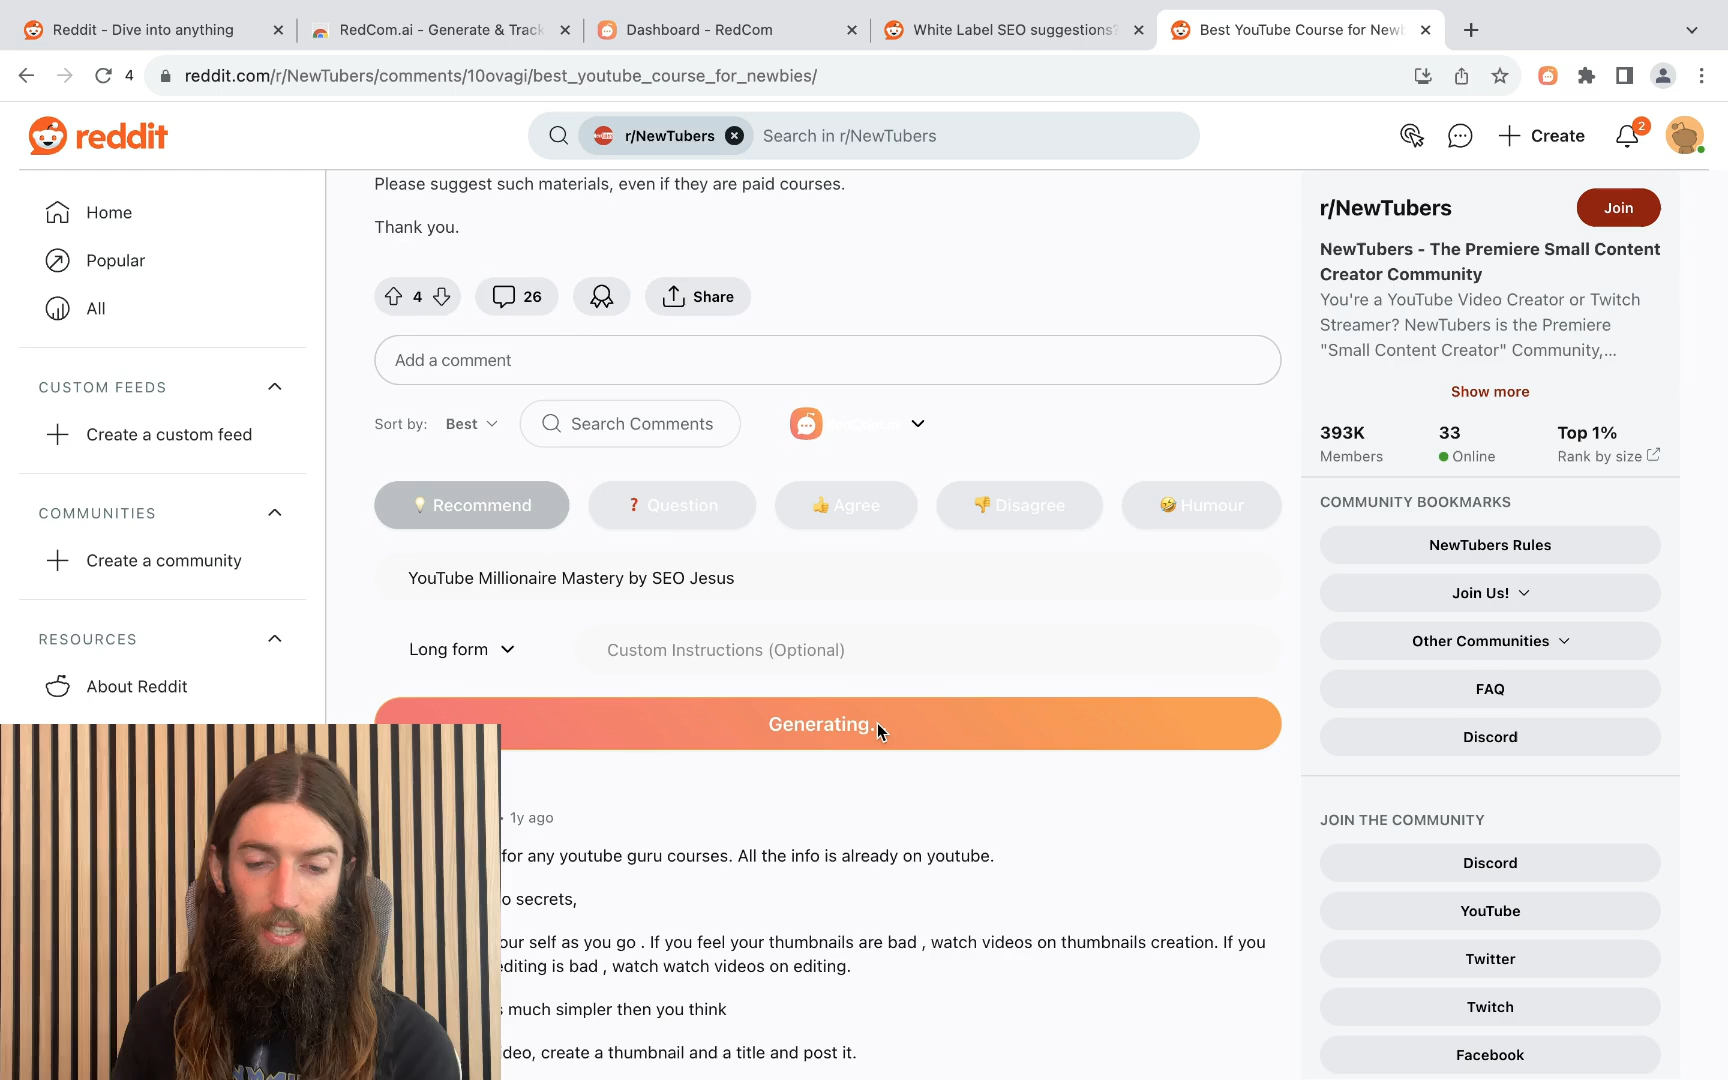 Reddit - Dive into anything
RedCom.ai - Generate & Track
Dashboard - RedCom
White Label SEO suggestions?
Best YouTube Course for Newb
4
reddit.com/r/NewTubers/comments/10ovagi/best_youtube_course_for_newbies/
reddit
r/NewTubers
Search in r/NewTubers
Create
2
Home
Popular
All
CUSTOM FEEDS
Create a custom feed
COMMUNITIES
Create a community
RESOURCES
About Reddit
Please suggest such materials, even if they are paid courses.
Thank you.
4
26
Share
Add a comment
Sort by:
Best
Search Comments
Recommend
Question
Agree
Disagree
Humour
YouTube Millionaire Mastery by SEO Jesus
Long form
Custom Instructions (Optional)
Generating.
• 1y ago
for any youtube guru courses. All the info is already on youtube.
o secrets,
our self as you go . If you feel your thumbnails are bad , watch videos on thumbnails creation. If you
editing is bad , watch watch videos on editing.
s much simpler then you think
deo, create a thumbnail and a title and post it.
r/NewTubers
Join
NewTubers - The Premiere Small Content
Creator Community
You're a YouTube Video Creator or Twitch
Streamer? NewTubers is the Premiere
"Small Content Creator" Community,...
Show more
393K
Members
33
Online
Top 1%
Rank by size
COMMUNITY BOOKMARKS
NewTubers Rules
Join Us!
Other Communities
FAQ
Discord
JOIN THE COMMUNITY
Discord
YouTube
Twitter
Twitch
Facebook